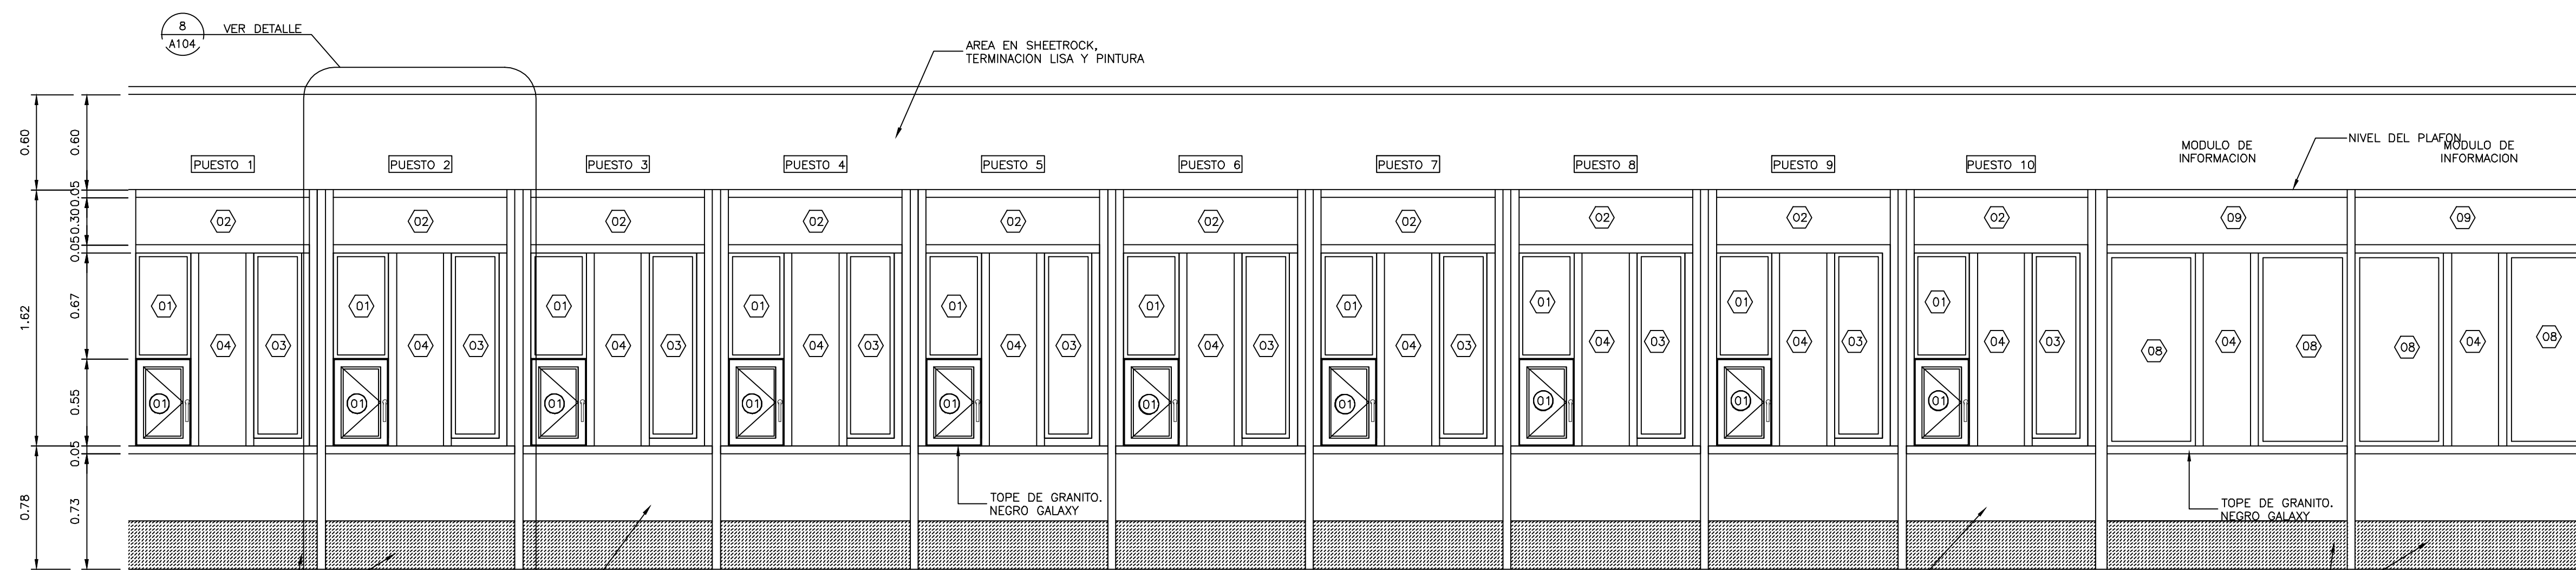 8
A104
VER DETALLE
AREA EN SHEETROCK,
TERMINACION LISA Y PINTURA
0.60
0.60
PUESTO 1
PUESTO 2
PUESTO 3
PUESTO 4
PUESTO 5
PUESTO 6
PUESTO 7
PUESTO 8
PUESTO 9
PUESTO 10
MODULO DE
INFORMACION
NIVEL DEL PLAFON
MODULO DE
INFORMACION
0.05
0.30
0.05
02 02 02 02 02 02 02 02 02 02 09 09
1.62
0.67
01 01 01 01 01 01 01 01 01 01
04 03 04 03 04 03 04 03 04 03 04 03 04 03 04 03 04 03 04 03 08 04 08 08 04 08
0.55
01 01 01 01 01 01 01 01 01 01
0.05
0.78
0.73
TOPE DE GRANITO.
NEGRO GALAXY
TOPE DE GRANITO.
NEGRO GALAXY